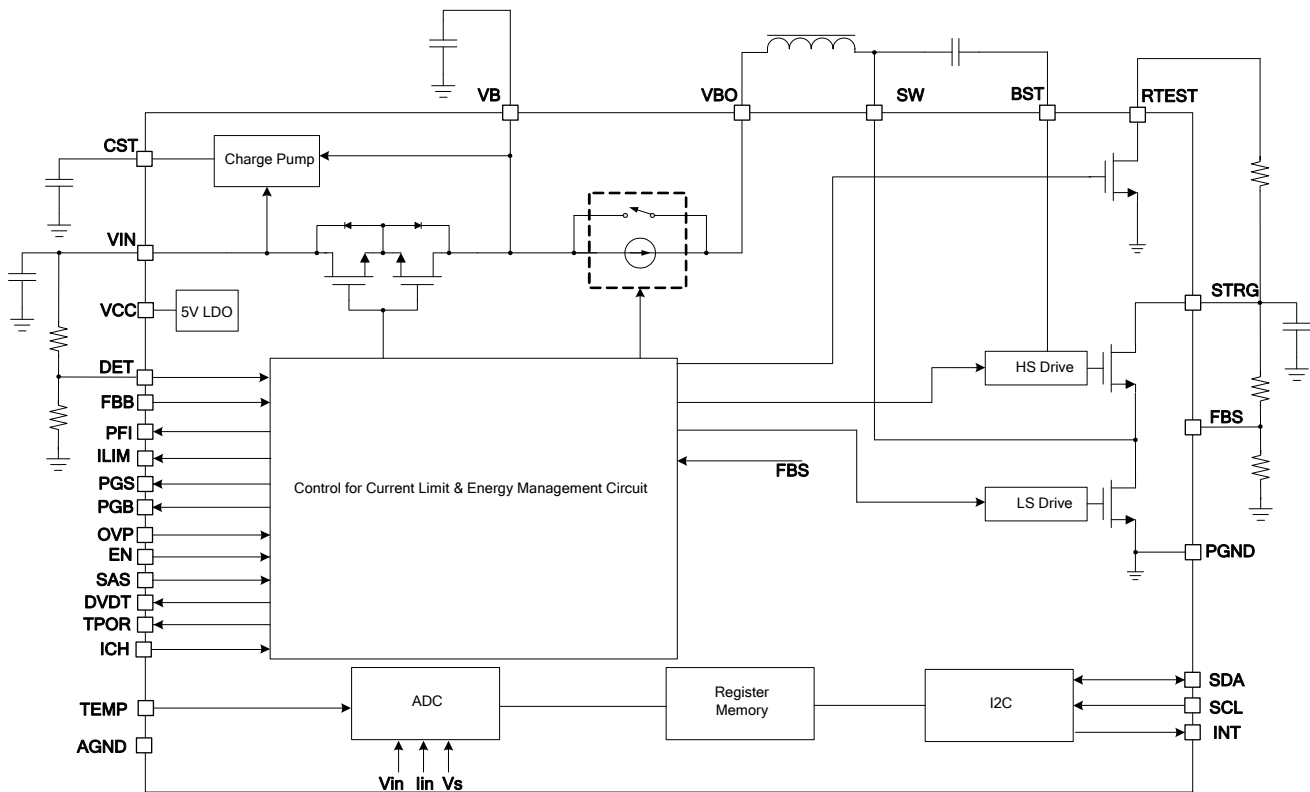 VB
VBO
SW
BST
RTEST
CST
Charge Pump
VIN
VCC
5V LDO
STRG
DET
FBB
PFI
ILIM
PGS
PGB
OVP
EN
SAS
DVDT
TPOR
ICH
Control for Current Limit & Energy Management Circuit
HS Drive
FBS
FBS
LS Drive
PGND
TEMP
AGND
ADC
Vin Iin Vs
Register
Memory
I2C
SDA
SCL
INT